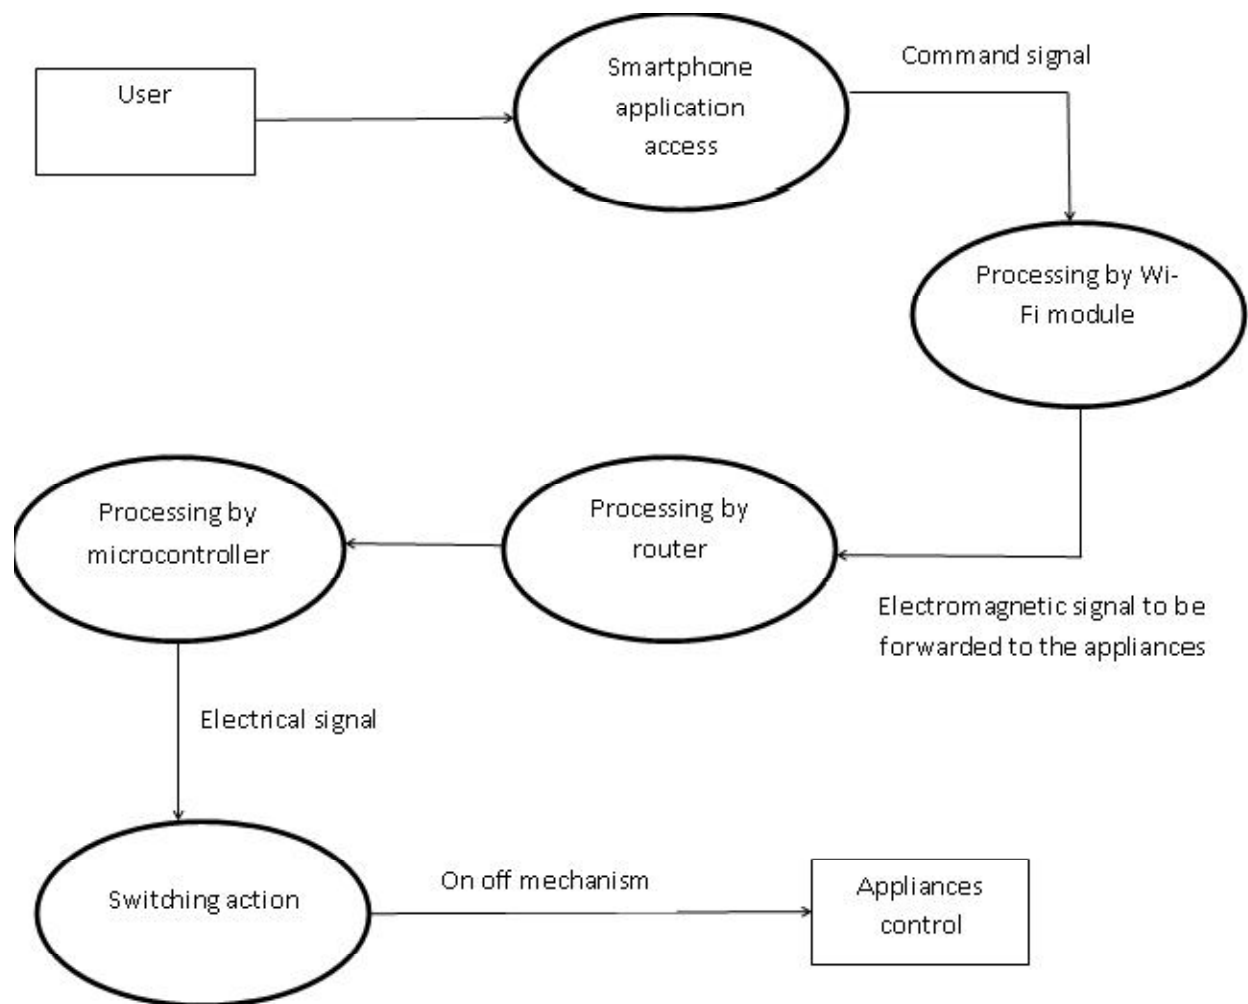 User
Smartphone
application
access
Command signal
Processing by Wi-
Fi module
Processing by
microcontroller
Processing by
router
Electromagnetic signal to be
forwarded to the appliances
Electrical signal
Switching action
On off mechanism
Appliances
control